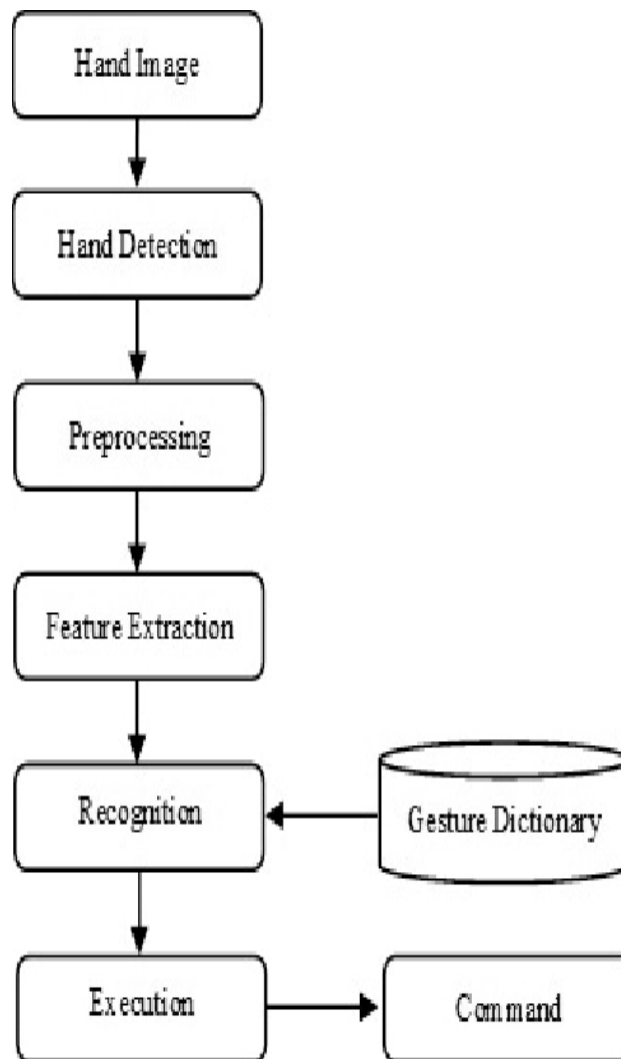 Hand Image
Hand Detection
Preprocessing
Feature Extraction
Recognition
Gesture Dictionary
Execution
Command